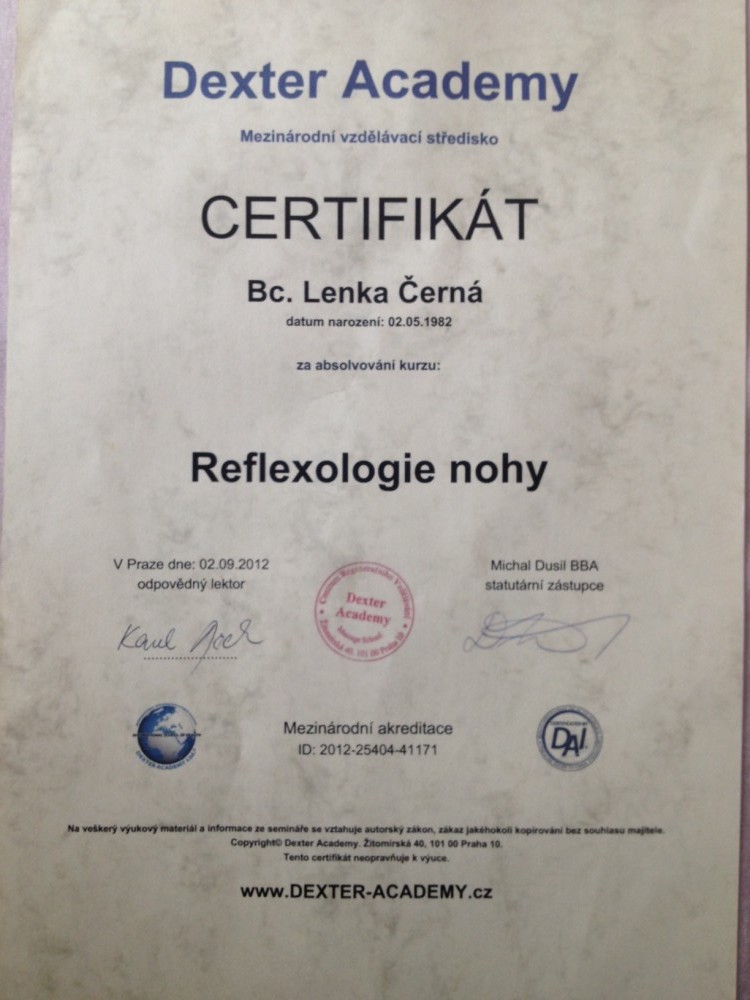 Dexter Academy
Mezinárodní vzdělávací středisko
CERTIFIKÁT
Bc. Lenka Černá
datum narození: 02.05.1982
za absolvování kurzu:
Reflexologie nohy
V Praze dne: 02.09.2012
odpovědný lektor
Michal Dusil BBA
statutární zástupce
Dexter
Academy
Mezinárodní akreditace
ID: 2012-25404-41171
DAI
Na veškerý výukový materiál a informace ze semináře se vztahuje autorský zákon, zákaz jakéhokoli kopírování bez souhlasu majitele.
Copyright© Dexter Academy. Žitomírská 40, 101 00 Praha 10.
Tento certifikát neopravňuje k výuce.
www.DEXTER-ACADEMY.cz